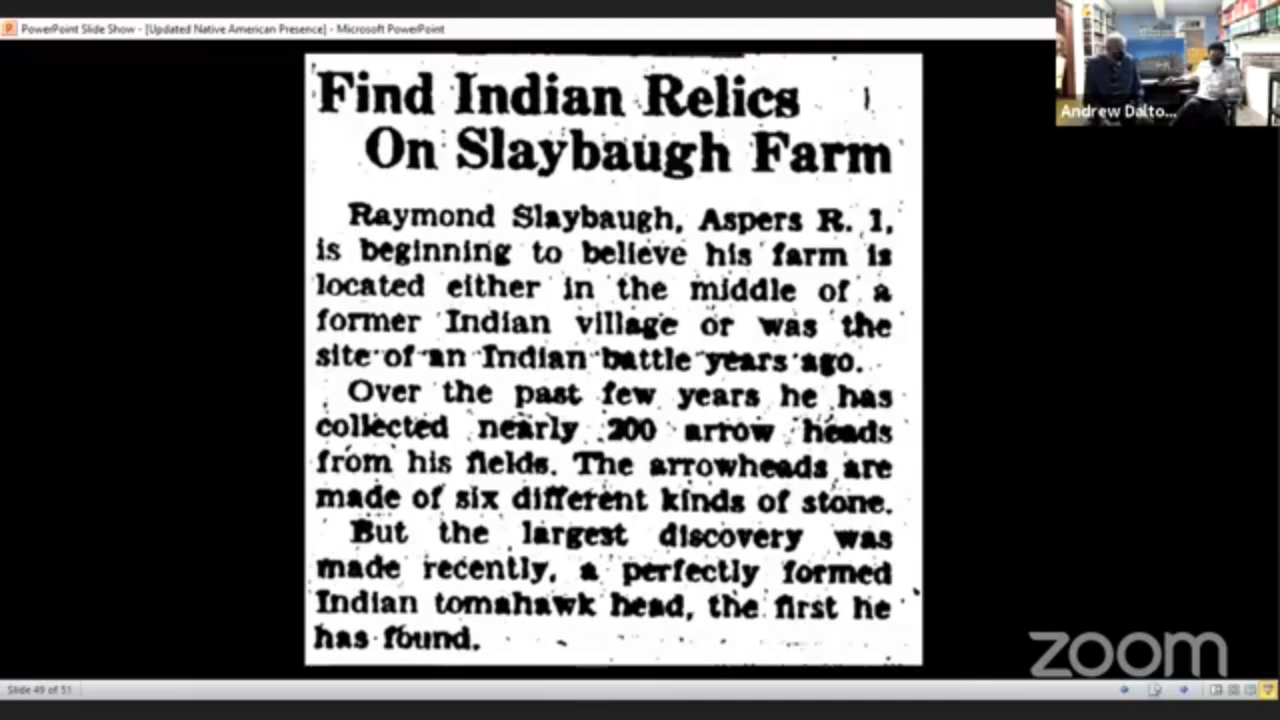 PowerPoint Slide Show - [Updated Native American Presence] - Microsoft PowerPoint
Andrew Dalto...
Find Indian Relics
On Slaybaugh Farm
Raymond Slaybaugh, Aspers R. 1,
is beginning to believe his farm is
located either in the middle of a
former Indian village or was the
site of an Indian battle years ago.
Over the past few years he has
collected nearly 200 arrow heads
from his fields. The arrowheads are
made of six different kinds of stone.
But the largest discovery was
made recently, a perfectly formed
Indian tomahawk head, the first he
has found.
zoom
Slide 49 of 51